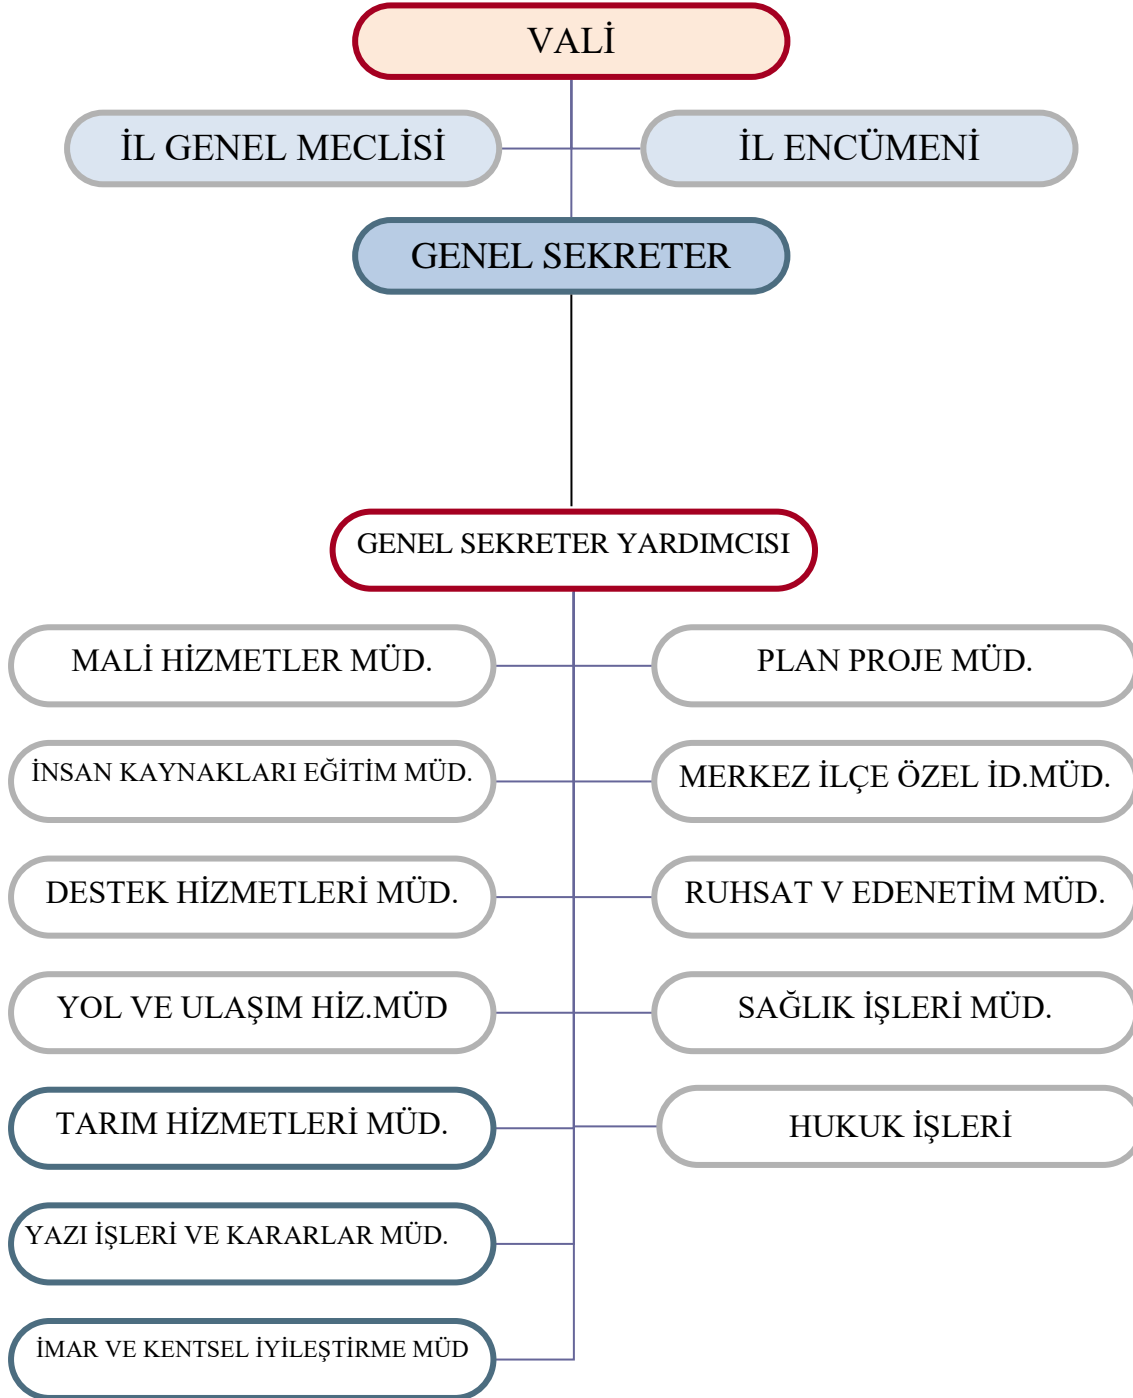 VALİ
İL GENEL MECLİSİ
İL ENCÜMENİ
GENEL SEKRETER
GENEL SEKRETER YARDIMCISI
MALİ HİZMETLER MÜD.
PLAN PROJE MÜD.
İNSAN KAYNAKLARI EĞİTİM MÜD.
MERKEZ İLÇE ÖZEL İD.MÜD.
DESTEK HİZMETLERİ MÜD.
RUHSAT V EDENETİM MÜD.
YOL VE ULAŞIM HİZ.MÜD
SAĞLIK İŞLERİ MÜD.
TARIM HİZMETLERİ MÜD.
HUKUK İŞLERİ
YAZI İŞLERİ VE KARARLAR MÜD.
İMAR VE KENTSEL İYİLEŞTİRME MÜD